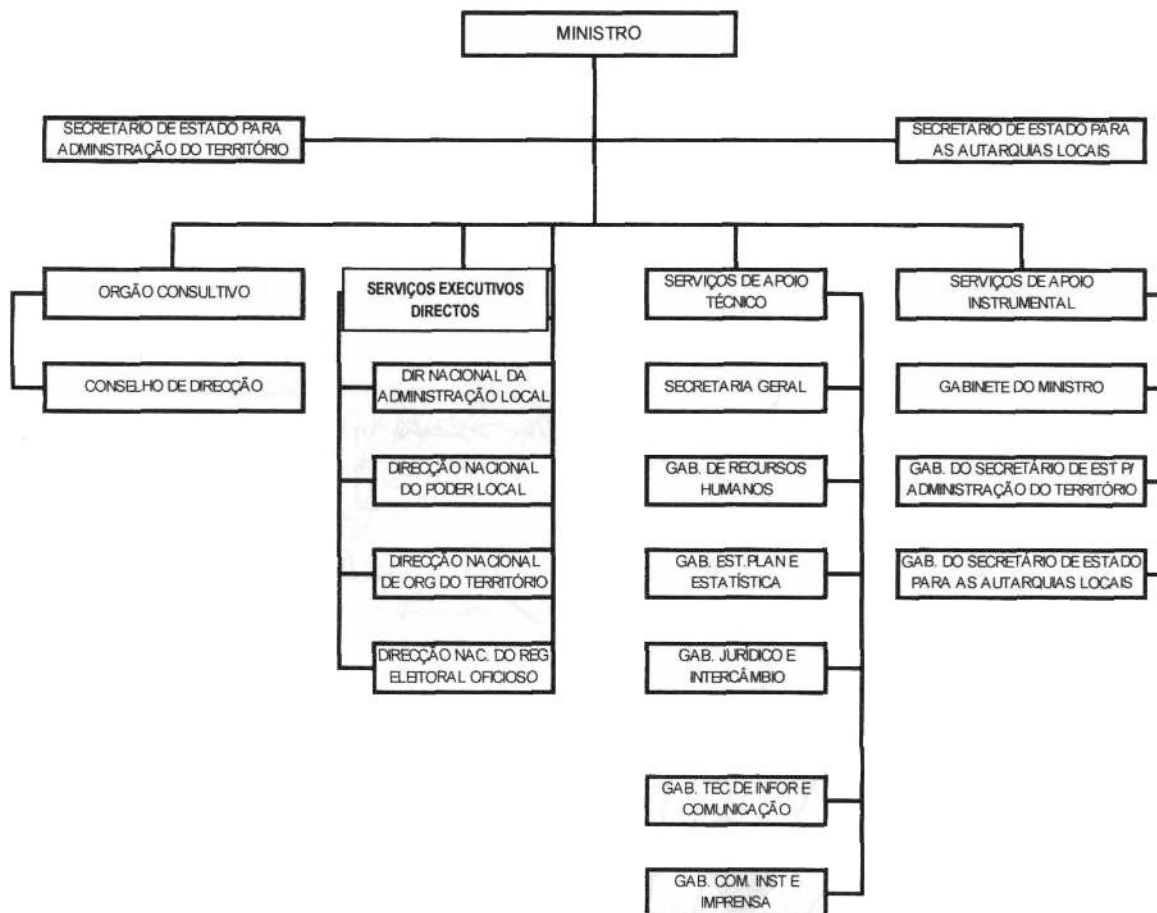 MINISTRO
SECRETARIO DE ESTADO PARA
ADMINISTRAÇÃO DO TERRITÓRIO
SECRETARIO DE ESTADO PARA
AS AUTARQUIAS LOCAIS
ORGÃO CONSULTIVO
CONSELHO DE DIRECÇÃO
SERVIÇOS EXECUTIVOS
DIRECTOS
DIR NACIONAL DA
ADMINISTRAÇÃO LOCAL
DIRECÇÃO NACIONAL
DO PODER LOCAL
DIRECÇÃO NACIONAL
DE ORG DO TERRITÓRIO
DIRECÇÃO NAC. DO REG
ELEITORAL OFICIOSO
SERVIÇOS DE APOIO
TÉCNICO
SECRETARIA GERAL
GAB. DE RECURSOS
HUMANOS
GAB. EST.PLAN E
ESTATÍSTICA
GAB. JURÍDICO E
INTERCÂMBIO
GAB. TEC DE INFOR E
COMUNICAÇÃO
GAB. COM. INST E
IMPRENSA
SERVIÇOS DE APOIO
INSTRUMENTAL
GABINETE DO MINISTRO
GAB. DO SECRETÁRIO DE EST P/
ADMINISTRAÇÃO DO TERRITÓRIO
GAB. DO SECRETÁRIO DE ESTADO
PARA AS AUTARQUIAS LOCAIS